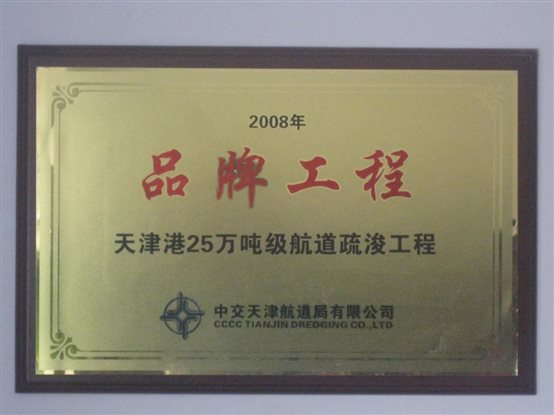 2008年
品牌工程
天津港25万吨级航道疏浚工程
中交天津航道局有限公司
CCCC TIANJIN DREDGING CO.,LTD